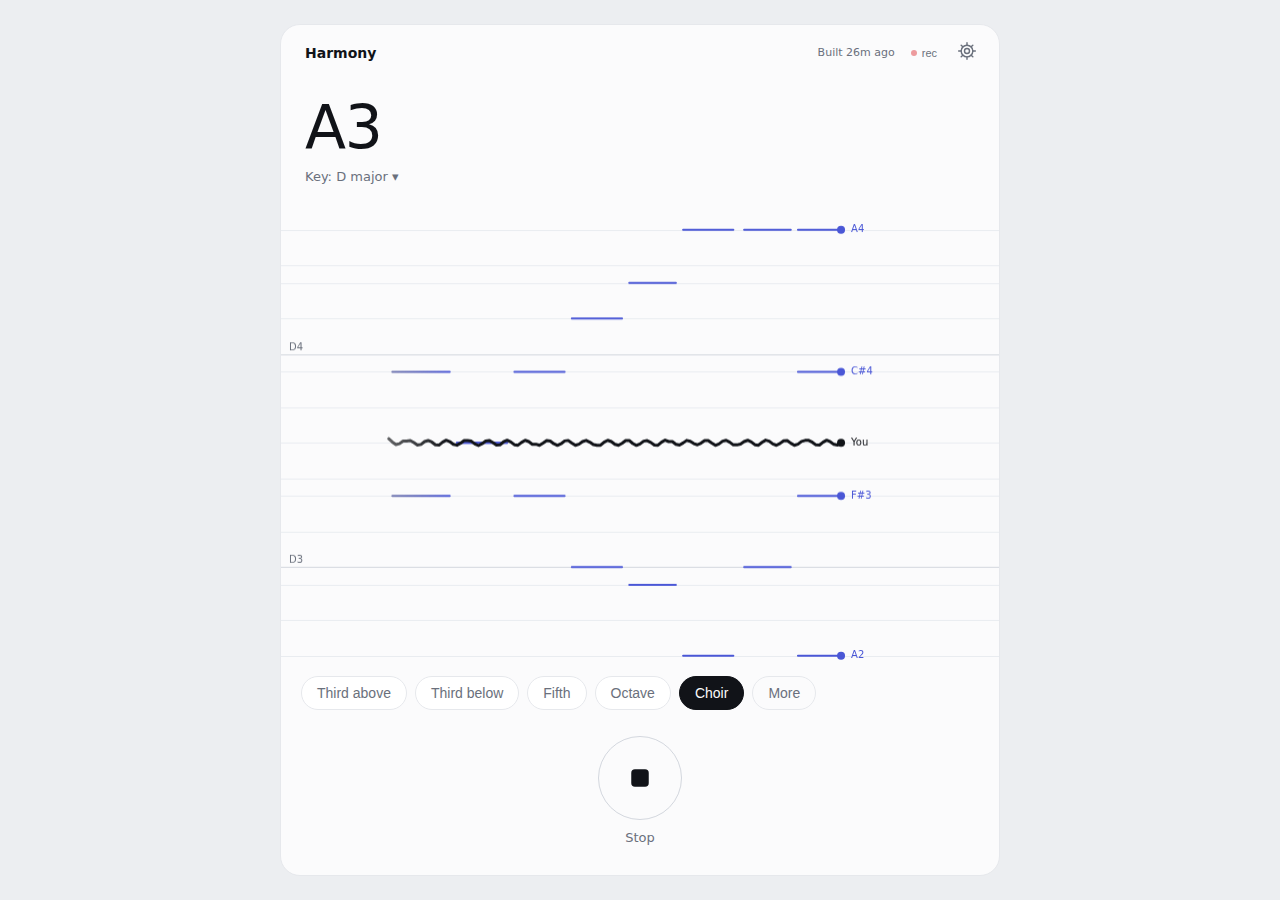 Harmony
Built 26m ago
rec
A3
Key: D major ▾
A4
D4
C#4
You
F#3
D3
A2
Third above
Third below
Fifth
Octave
Choir
More
Stop